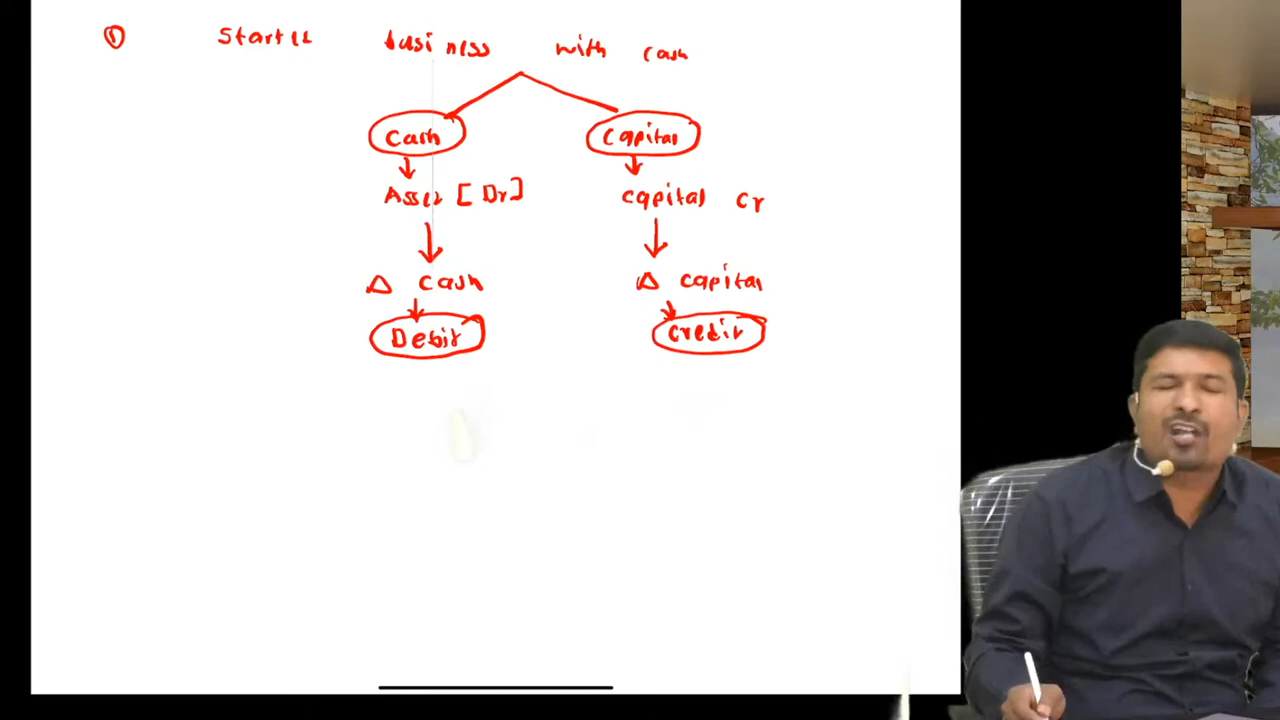 ① Started business with cash
Cash Capital
Asset [Dr] Capital Cr
△ Cash △ Capital
Debit Credit